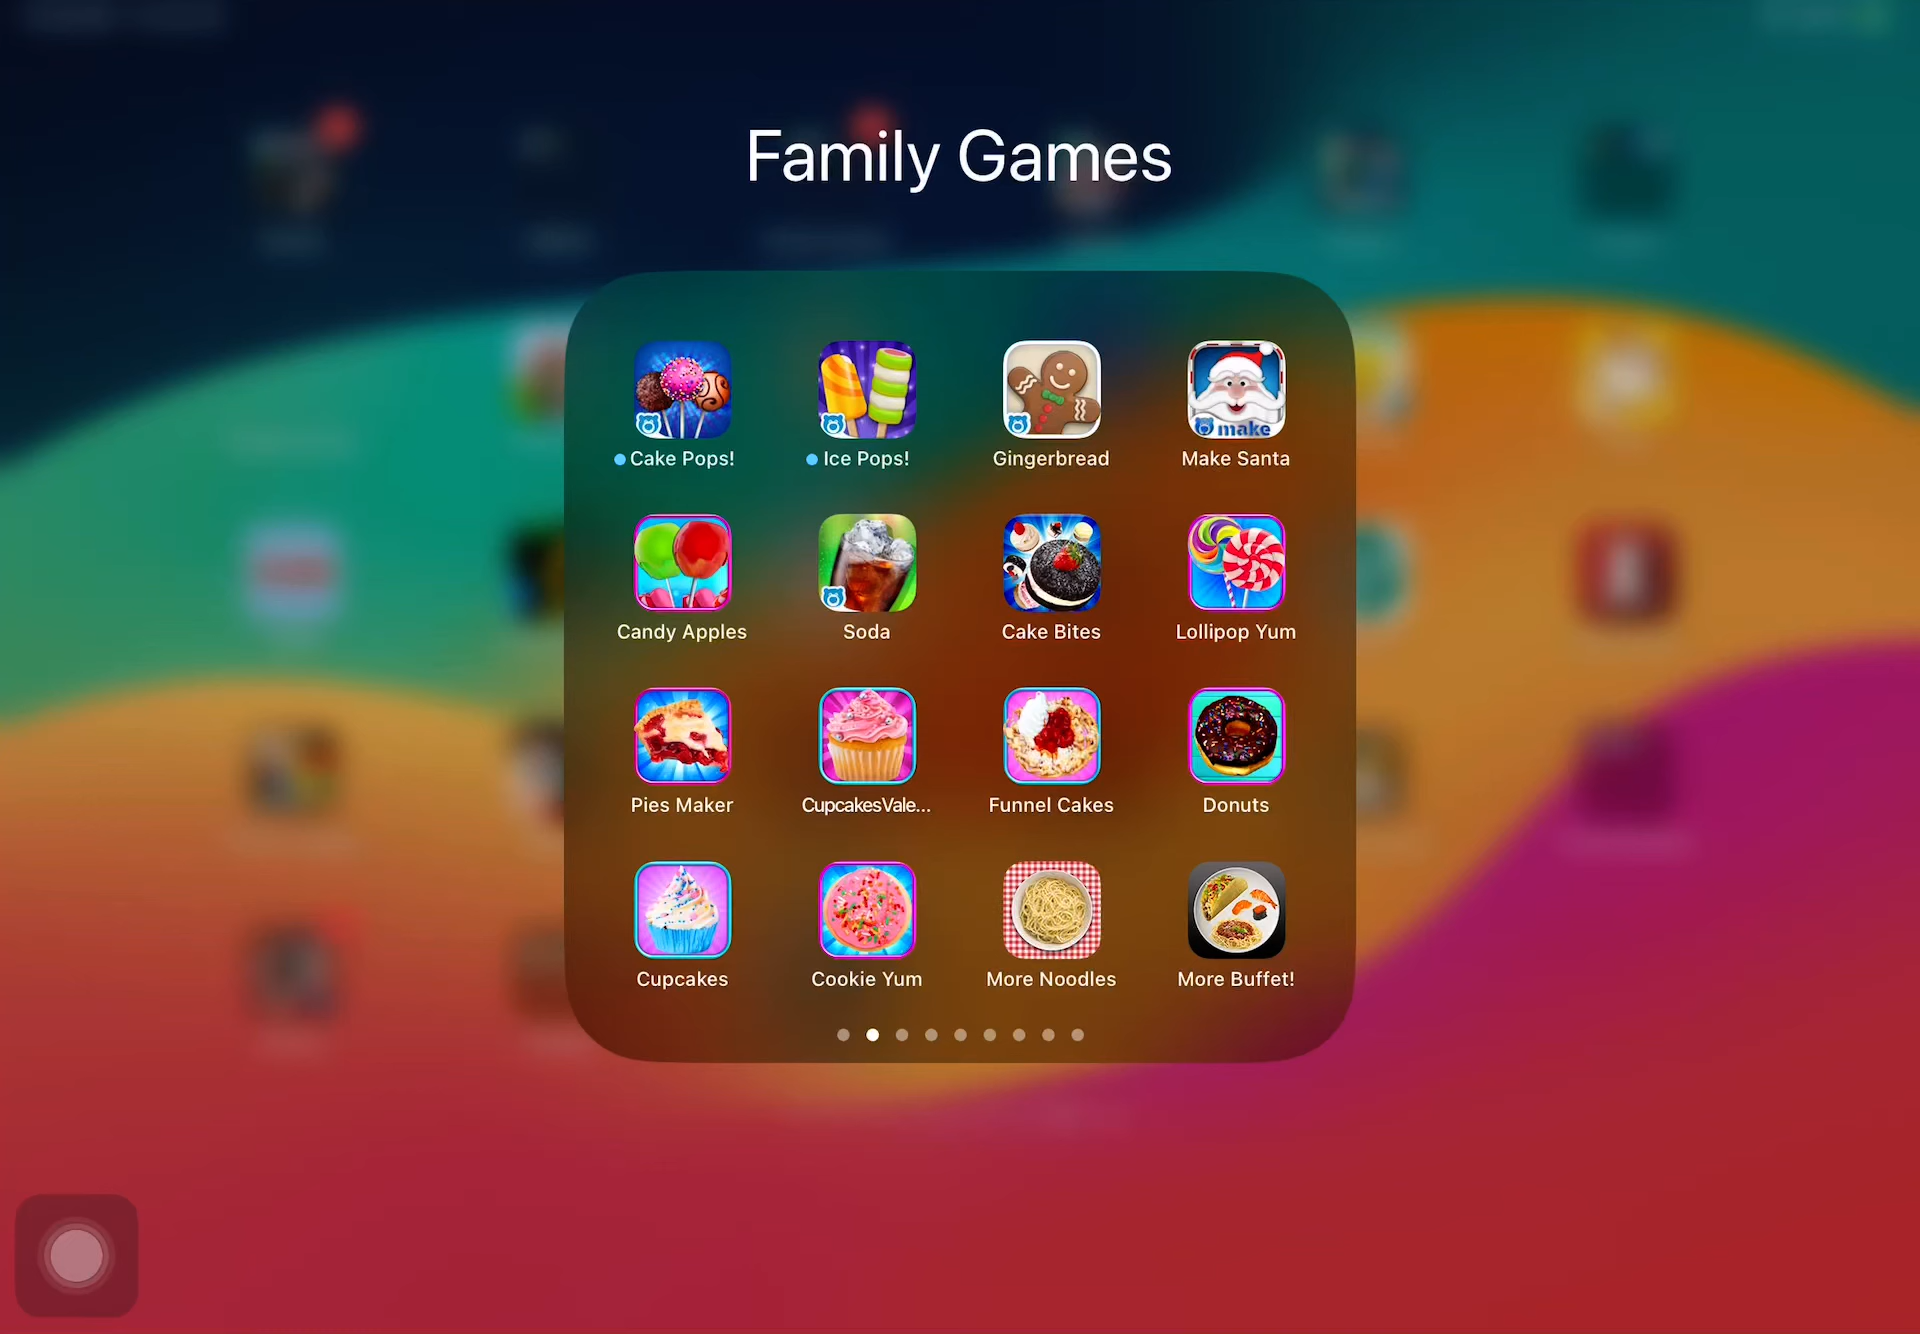 Family Games
Cake Pops!
Ice Pops!
Gingerbread
make
Make Santa
Candy Apples
Soda
Cake Bites
Lollipop Yum
Pies Maker
CupcakesVale...
Funnel Cakes
Donuts
Cupcakes
Cookie Yum
More Noodles
More Buffet!